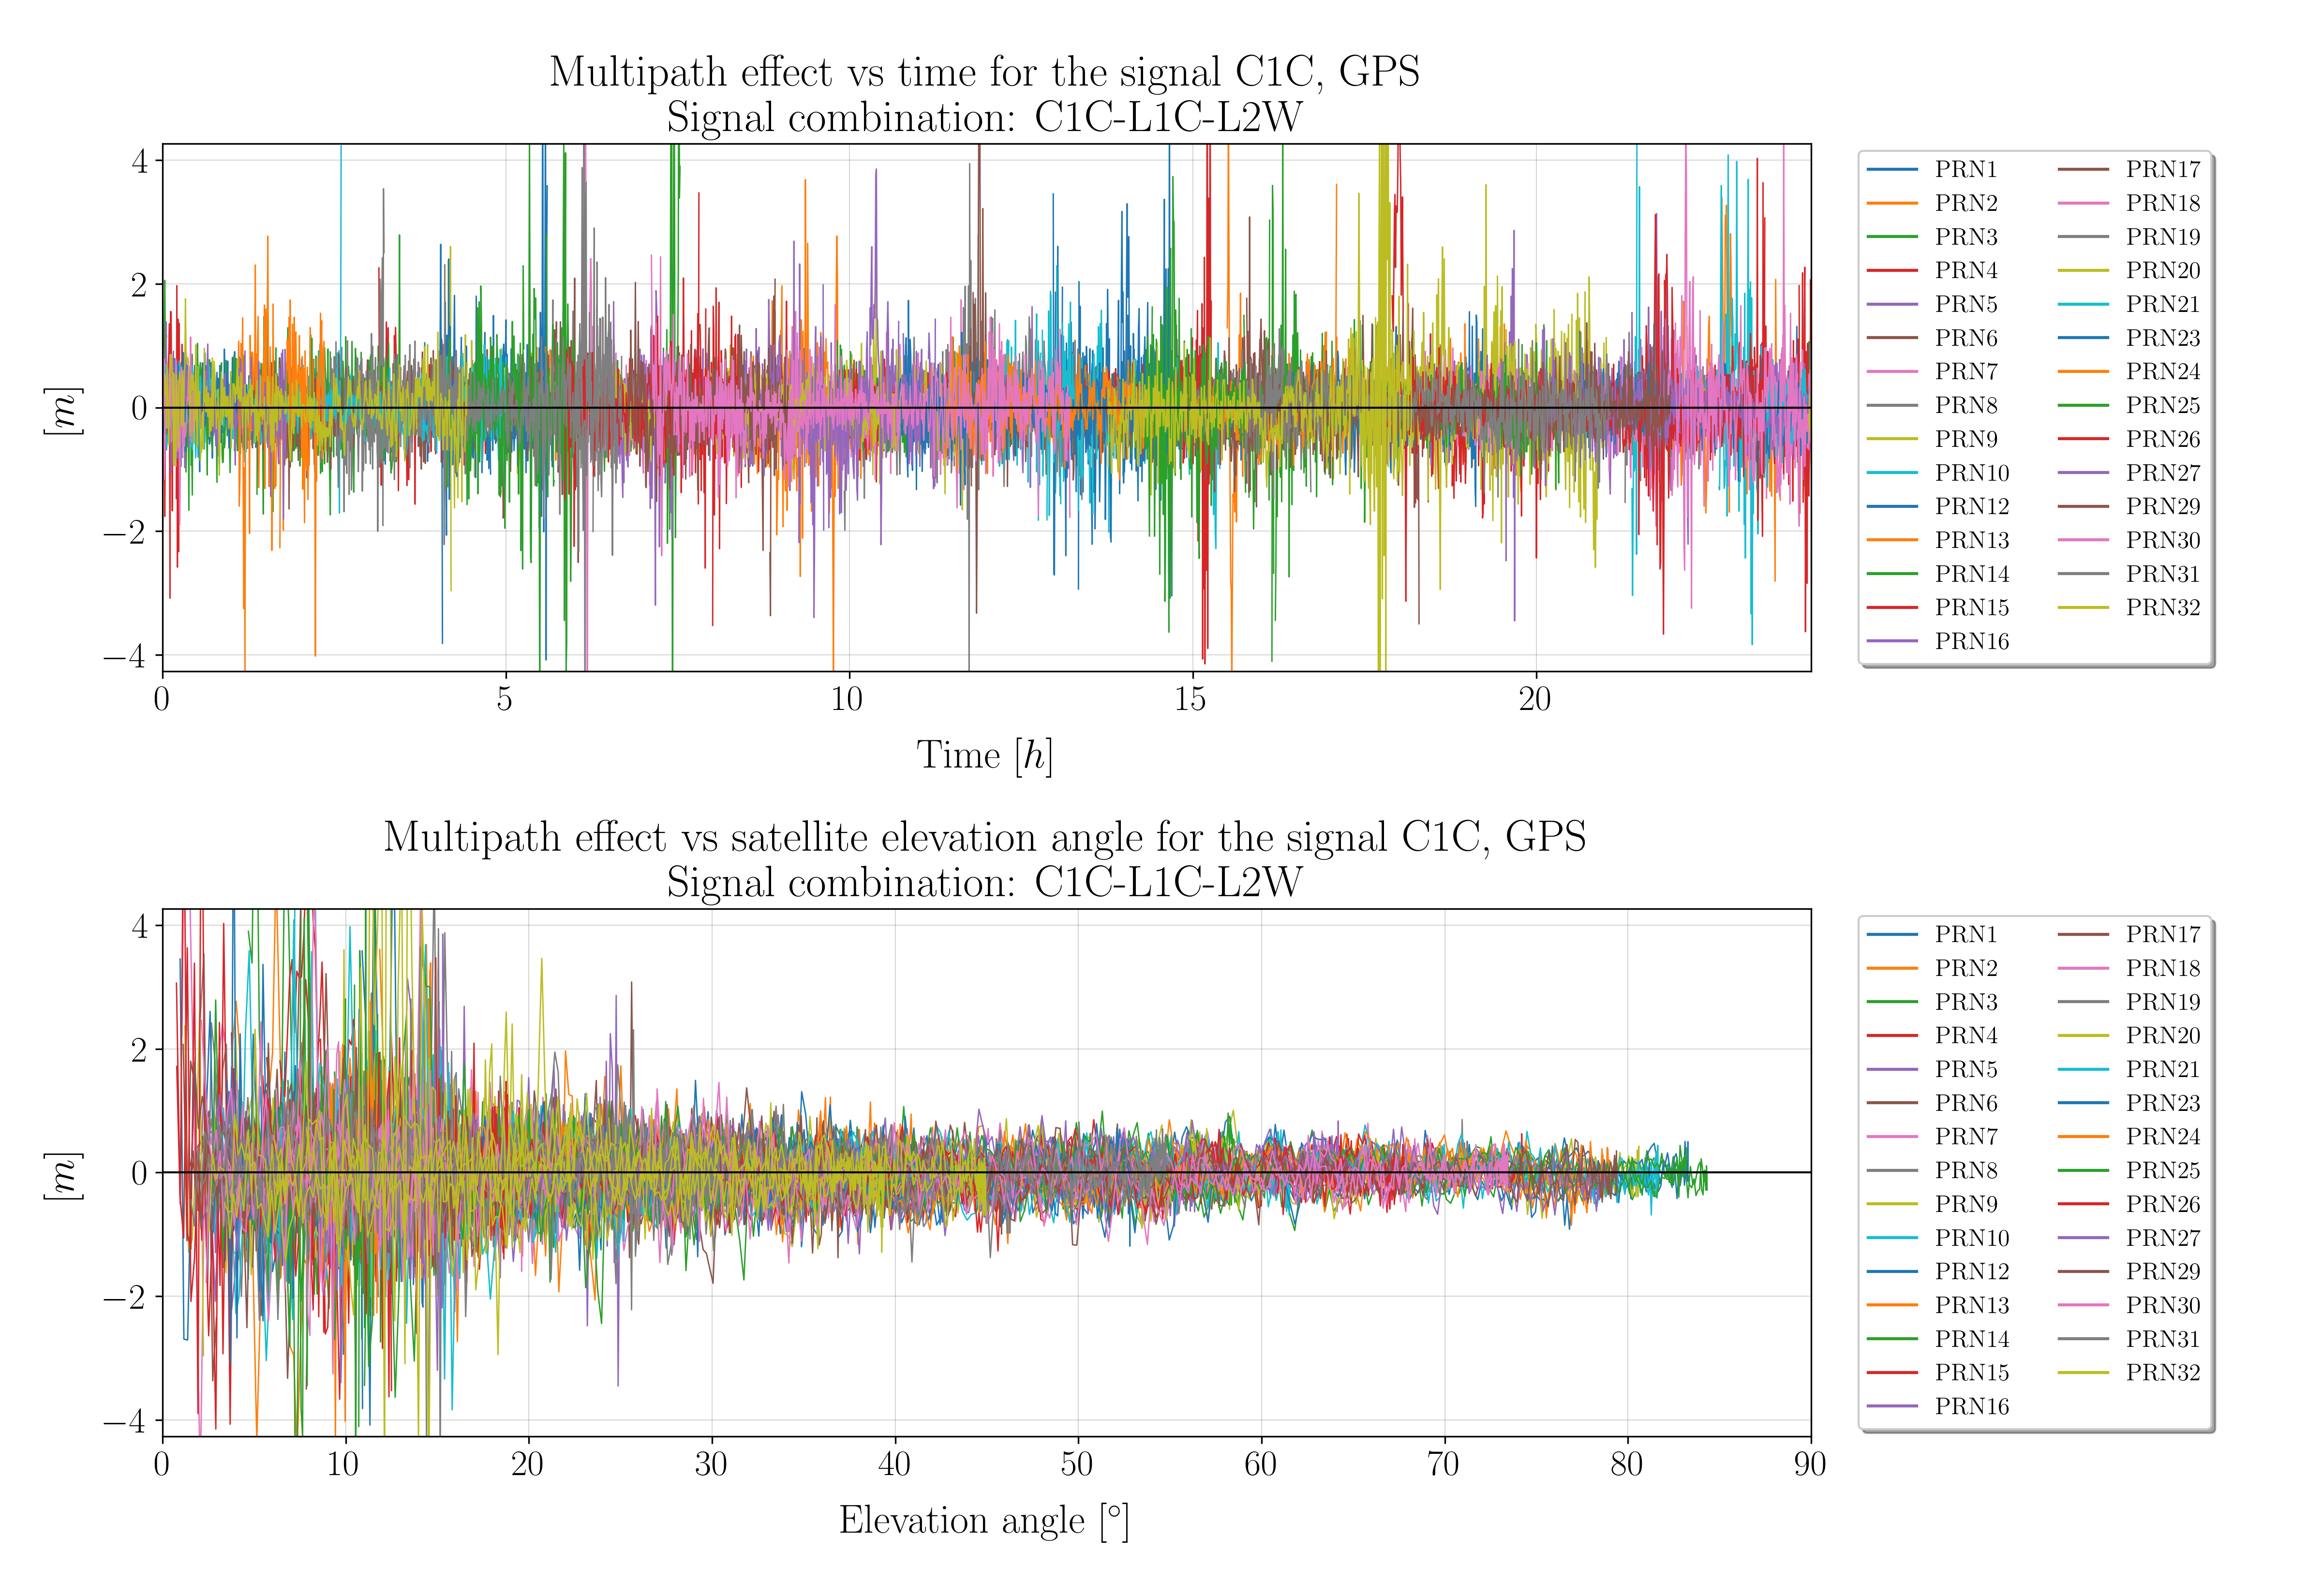 Multipath effect vs time for the signal C1C, GPS
Signal combination: C1C-L1C-L2W
4
2
0
−2
−4
[m]
0 5 10 15 20
Time [h]
PRN1 PRN17
PRN2 PRN18
PRN3 PRN19
PRN4 PRN20
PRN5 PRN21
PRN6 PRN23
PRN7 PRN24
PRN8 PRN25
PRN9 PRN26
PRN10 PRN27
PRN12 PRN29
PRN13 PRN30
PRN14 PRN31
PRN15 PRN32
PRN16
Multipath effect vs satellite elevation angle for the signal C1C, GPS
Signal combination: C1C-L1C-L2W
4
2
0
−2
−4
[m]
0 10 20 30 40 50 60 70 80 90
Elevation angle [°]
PRN1 PRN17
PRN2 PRN18
PRN3 PRN19
PRN4 PRN20
PRN5 PRN21
PRN6 PRN23
PRN7 PRN24
PRN8 PRN25
PRN9 PRN26
PRN10 PRN27
PRN12 PRN29
PRN13 PRN30
PRN14 PRN31
PRN15 PRN32
PRN16